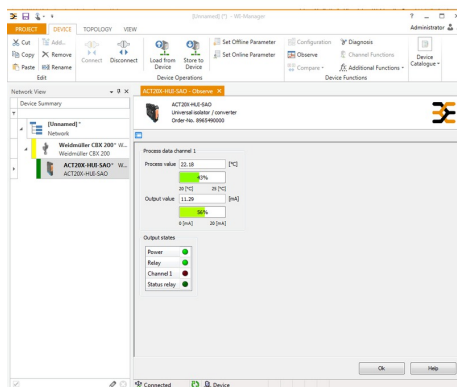 [Unnamed] (*) - WI-Manager
PROJECT DEVICE TOPOLOGY VIEW
Administrator
Cut
Copy
Paste
Add...
Remove
Rename
Edit
Connect
Disconnect
Load from Device
Store to Device
Set Offline Parameter
Set Online Parameter
Device Operations
Configuration
Observe
Compare
Diagnosis
Channel Functions
Additional Functions
Device Functions
Device Catalogue
Network View
Device Summary
[Unnamed] *
Network
Weidmüller CBX 200* W...
Weidmüller CBX 200
ACT20X-HUI-SAO* W...
ACT20X-HUI-SAO
ACT20X-HUI-SAO - Observe
ACT20X-HUI-SAO
Universal isolator / converter
Order-No. 8965490000
Process data channel 1
Process value 22.18 [°C]
43%
20 [°C] 25 [°C]
Output value 11.29 [mA]
56%
0 [mA] 20 [mA]
Output states
Power
Relay
Channel 1
Status relay
Ok Help
Connected Device